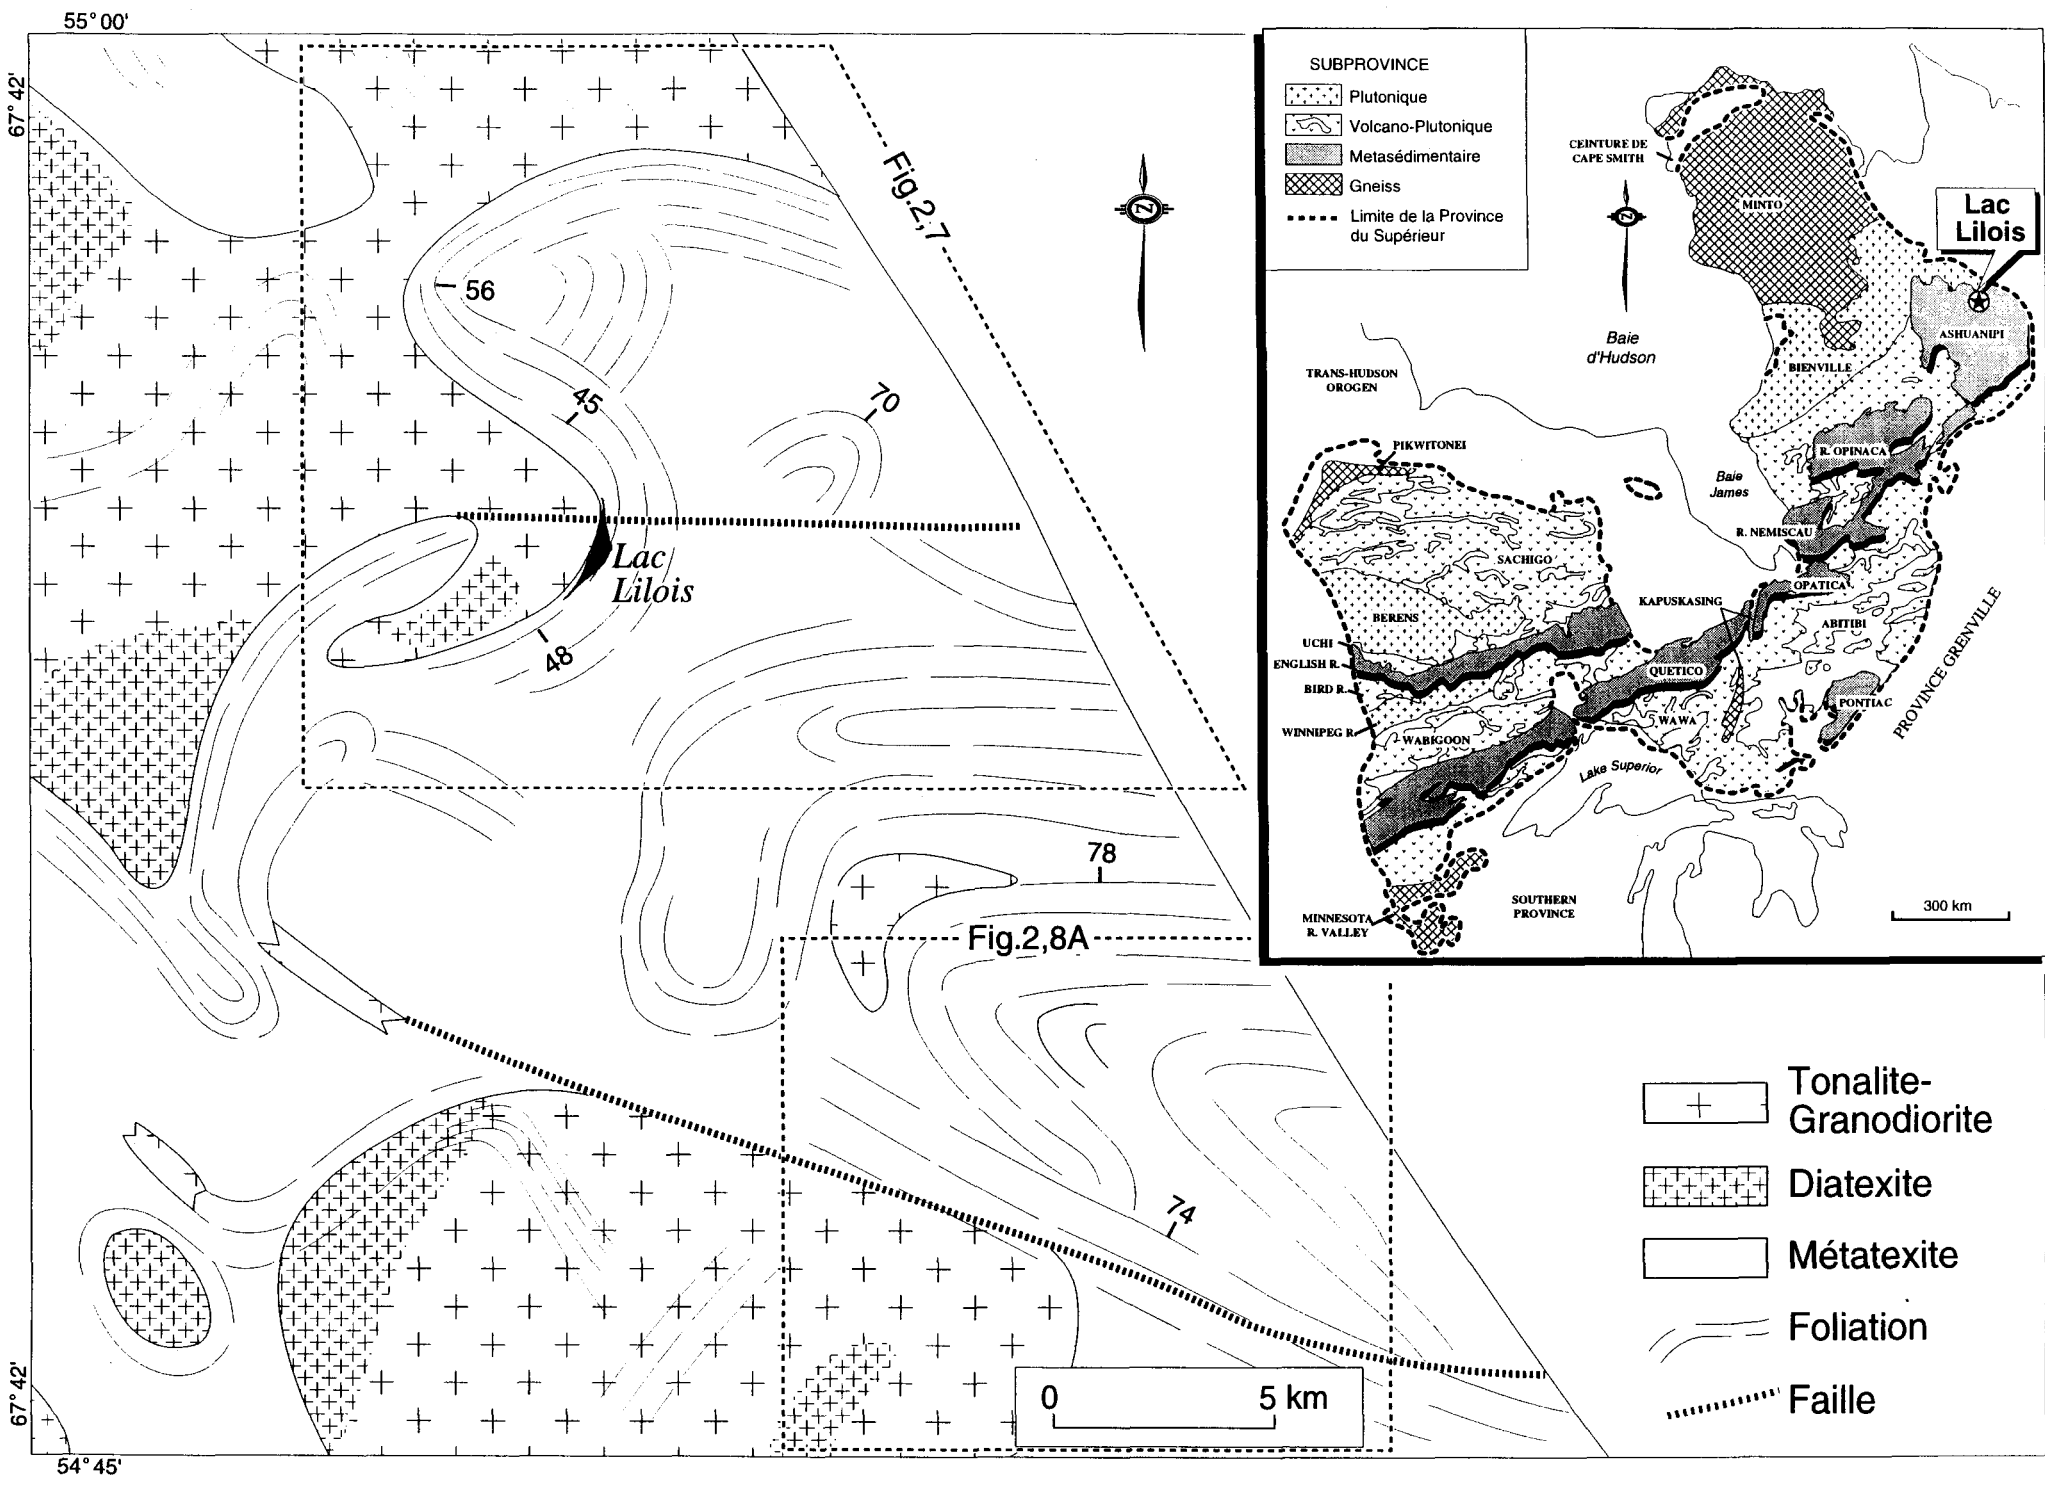 55° 00'
67° 42'
Fig.2,7
56
45
70
Lac
Lilois
48
78
Fig.2,8A
74
0
5 km
67° 42'
54° 45'
N
SUBPROVINCE
Plutonique
Volcano-Plutonique
Metasédimentaire
Gneiss
Limite de la Province
du Supérieur
CEINTURE DE
CAPE SMITH
N
MINTO
Lac
Lilois
ASHUANIPI
Baie
d'Hudson
BIENVILLE
TRANS-HUDSON
OROGEN
PIKWITONEI
R. OPINACA
Baie
James
R. NEMISCAU
SACHIGO
OPATICA
KAPUSKASING
BERENS
ABITIBI
UCHI
ENGLISH R.
QUETICO
BIRD R.
PONTIAC
WAWA
WINNIPEG R.
WABIGOON
PROVINCE GRENVILLE
Lake Superior
SOUTHERN
PROVINCE
300 km
MINNESOTA
R. VALLEY
Tonalite-
Granodiorite
Diatexite
Métatexite
Foliation
Faille